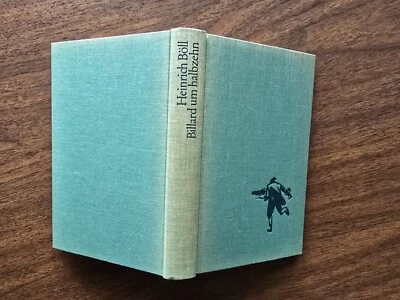 Heinrich Böll
Billard um halbzehn